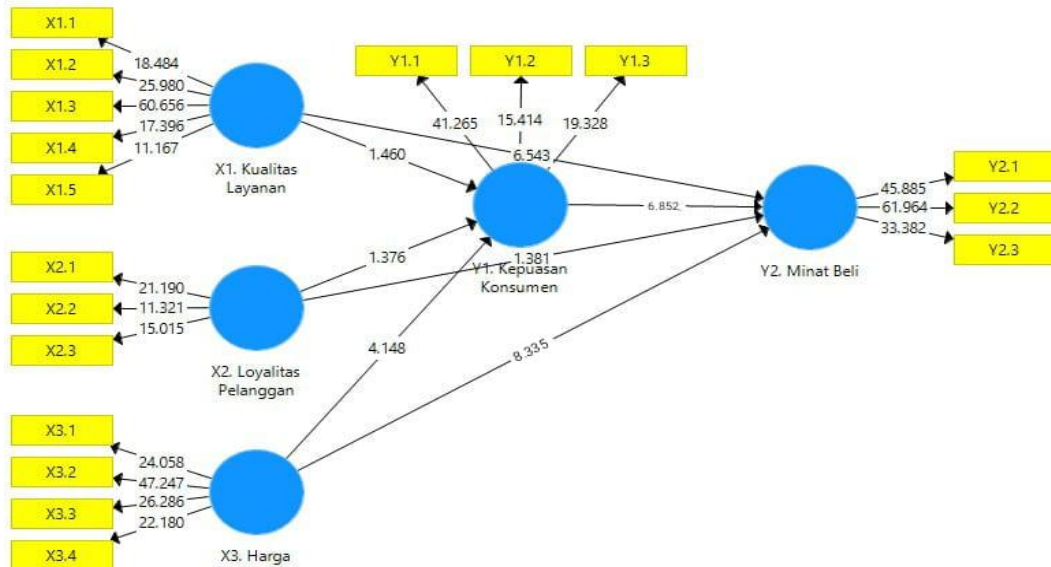 X1.1
X1.2
X1.3
X1.4
X1.5
18.484
25.980
60.656
17.396
11.167
X1. Kualitas
Layanan
Y1.1
Y1.2
Y1.3
41.265
15.414
19.328
1.460
6.543
6.852
Y1. Kepuasan
Konsumen
1.376
1.381
X2.1
X2.2
X2.3
21.190
11.321
15.015
X2. Loyalitas
Pelanggan
4.148
8.335
Y2. Minat Beli
45.885
61.964
33.382
Y2.1
Y2.2
Y2.3
X3.1
X3.2
X3.3
X3.4
24.058
47.247
26.286
22.180
X3. Harga